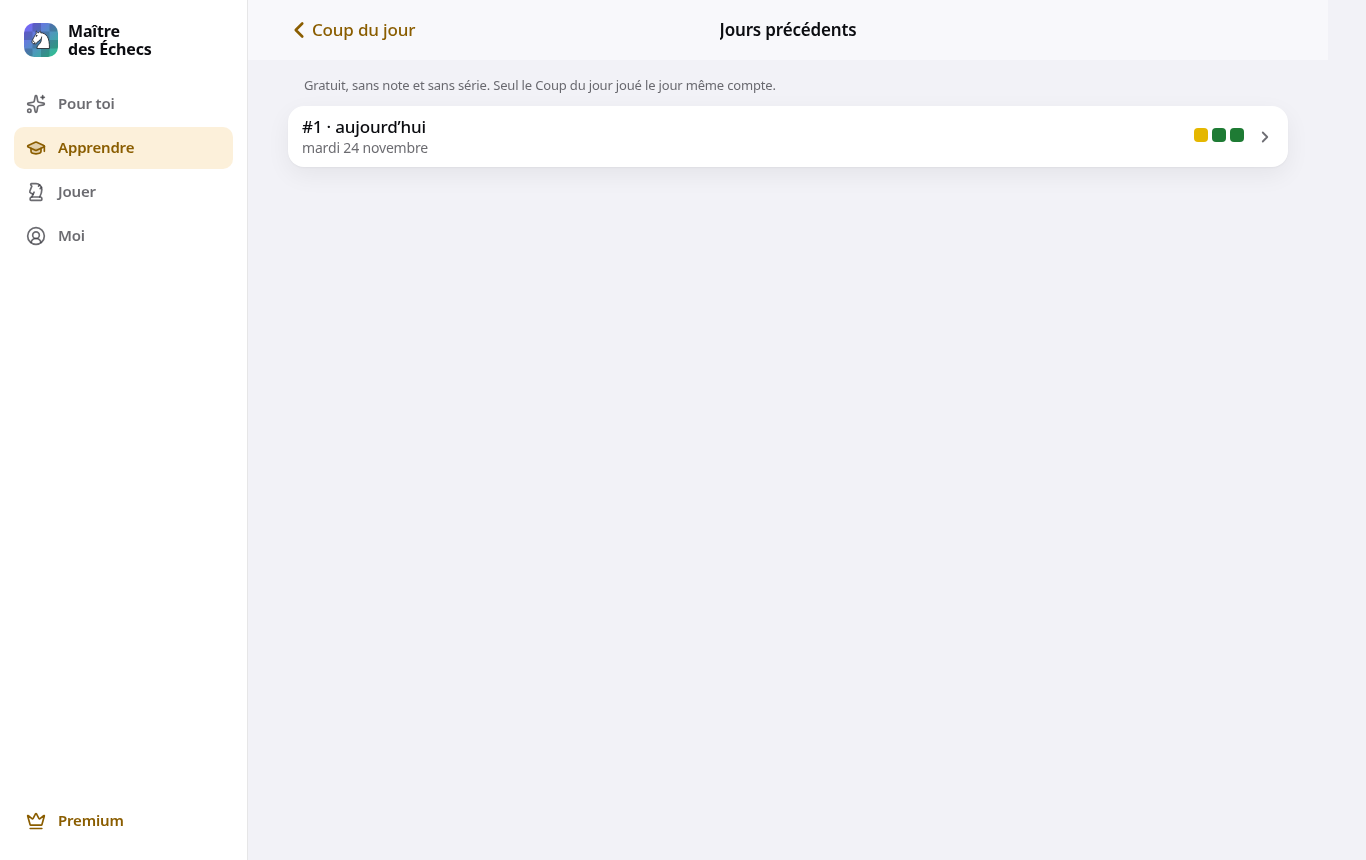 Maître
des Échecs
Pour toi
Apprendre
Jouer
Moi
Premium
Coup du jour
Jours précédents
Gratuit, sans note et sans série. Seul le Coup du jour joué le jour même compte.
#1 · aujourd’hui
mardi 24 novembre